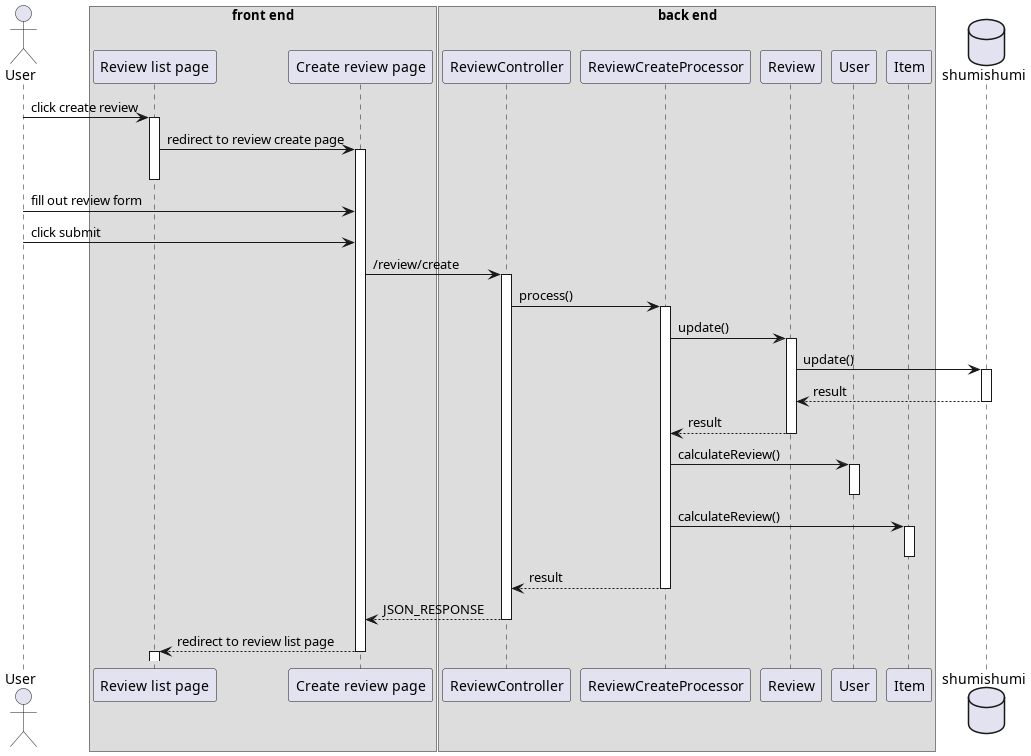 front end
back end
User
Review list page
Create review page
ReviewController
ReviewCreateProcessor
Review
User
Item
shumishumi
click create review
redirect to review create page
fill out review form
click submit
/review/create
process()
update()
update()
result
result
calculateReview()
calculateReview()
result
JSON_RESPONSE
redirect to review list page
User
Review list page
Create review page
ReviewController
ReviewCreateProcessor
Review
User
Item
shumishumi